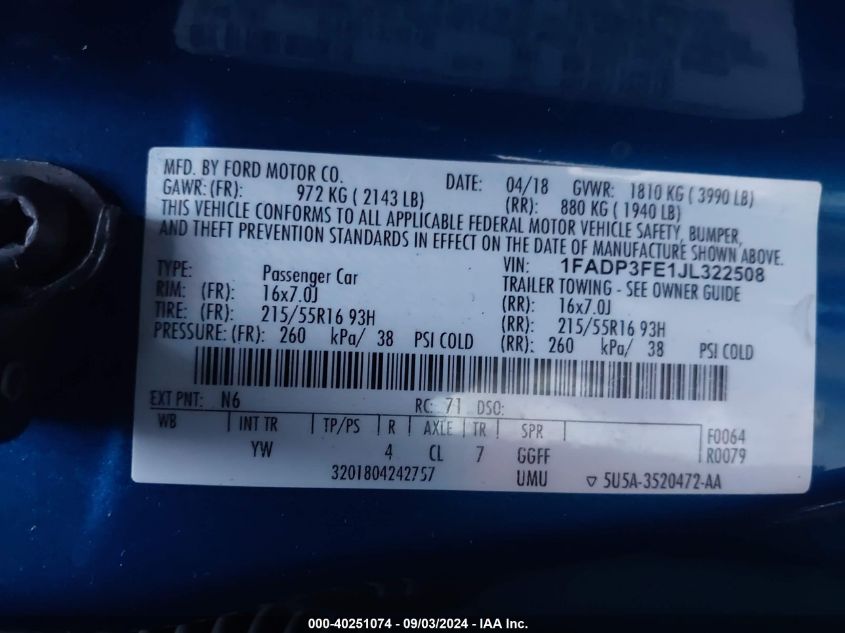 MFD. BY FORD MOTOR CO.
DATE: 04/18 GVWR: 1810 KG ( 3990 LB)
GAWR: (FR): 972 KG ( 2143 LB) (RR): 880 KG ( 1940 LB)
THIS VEHICLE CONFORMS TO ALL APPLICABLE FEDERAL MOTOR VEHICLE SAFETY, BUMPER,
AND THEFT PREVENTION STANDARDS IN EFFECT ON THE DATE OF MANUFACTURE SHOWN ABOVE.
VIN: 1FADP3FE1JL322508
TYPE: Passenger Car TRAILER TOWING - SEE OWNER GUIDE
RIM: (FR): 16x7.0J (RR): 16x7.0J
TIRE: (FR): 215/55R16 93H (RR): 215/55R16 93H
PRESSURE: (FR): 260 kPa/ 38 PSI COLD (RR): 260 kPa/ 38 PSI COLD
EXT PNT: N6 RC: 71 DSO:
WB INT TR TP/PS R AXLE TR SPR F0064
YW 4 CL 7 GGFF R0079
3201804242757 UMU ▽ 5U5A-3520472-AA
000-40251074 - 09/03/2024 - IAA Inc.